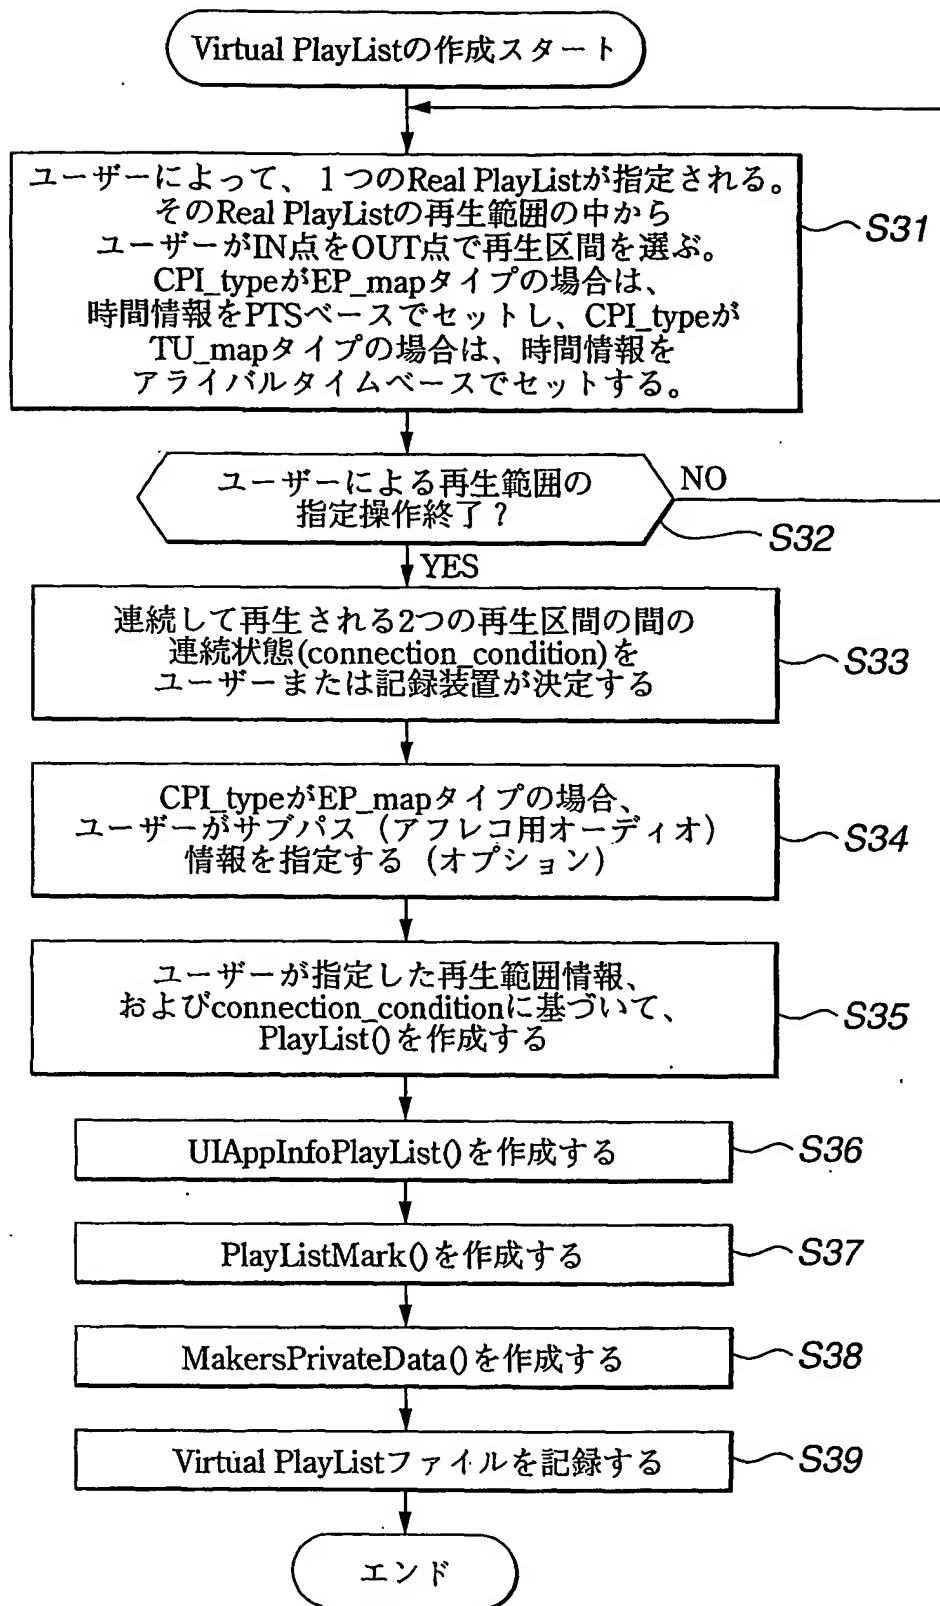 Virtual PlayListの作成スタート
ユーザーによって、１つのReal PlayListが指定される。
そのReal PlayListの再生範囲の中から
ユーザーがIN点をOUT点で再生区間を選ぶ。
CPI_typeがEP_mapタイプの場合は、
時間情報をPTSベースでセットし、CPI_typeが
TU_mapタイプの場合は、時間情報を
アライバルタイムベースでセットする。
S31
ユーザーによる再生範囲の
指定操作終了？
NO
S32
YES
連続して再生される2つの再生区間の間の
連続状態(connection_condition)を
ユーザーまたは記録装置が決定する
S33
CPI_typeがEP_mapタイプの場合、
ユーザーがサブパス（アフレコ用オーディオ）
情報を指定する（オプション）
S34
ユーザーが指定した再生範囲情報、
およびconnection_conditionに基づいて、
PlayList()を作成する
S35
UIAppInfoPlayList()を作成する
S36
PlayListMark()を作成する
S37
MakersPrivateData()を作成する
S38
Virtual PlayListファイルを記録する
S39
エンド